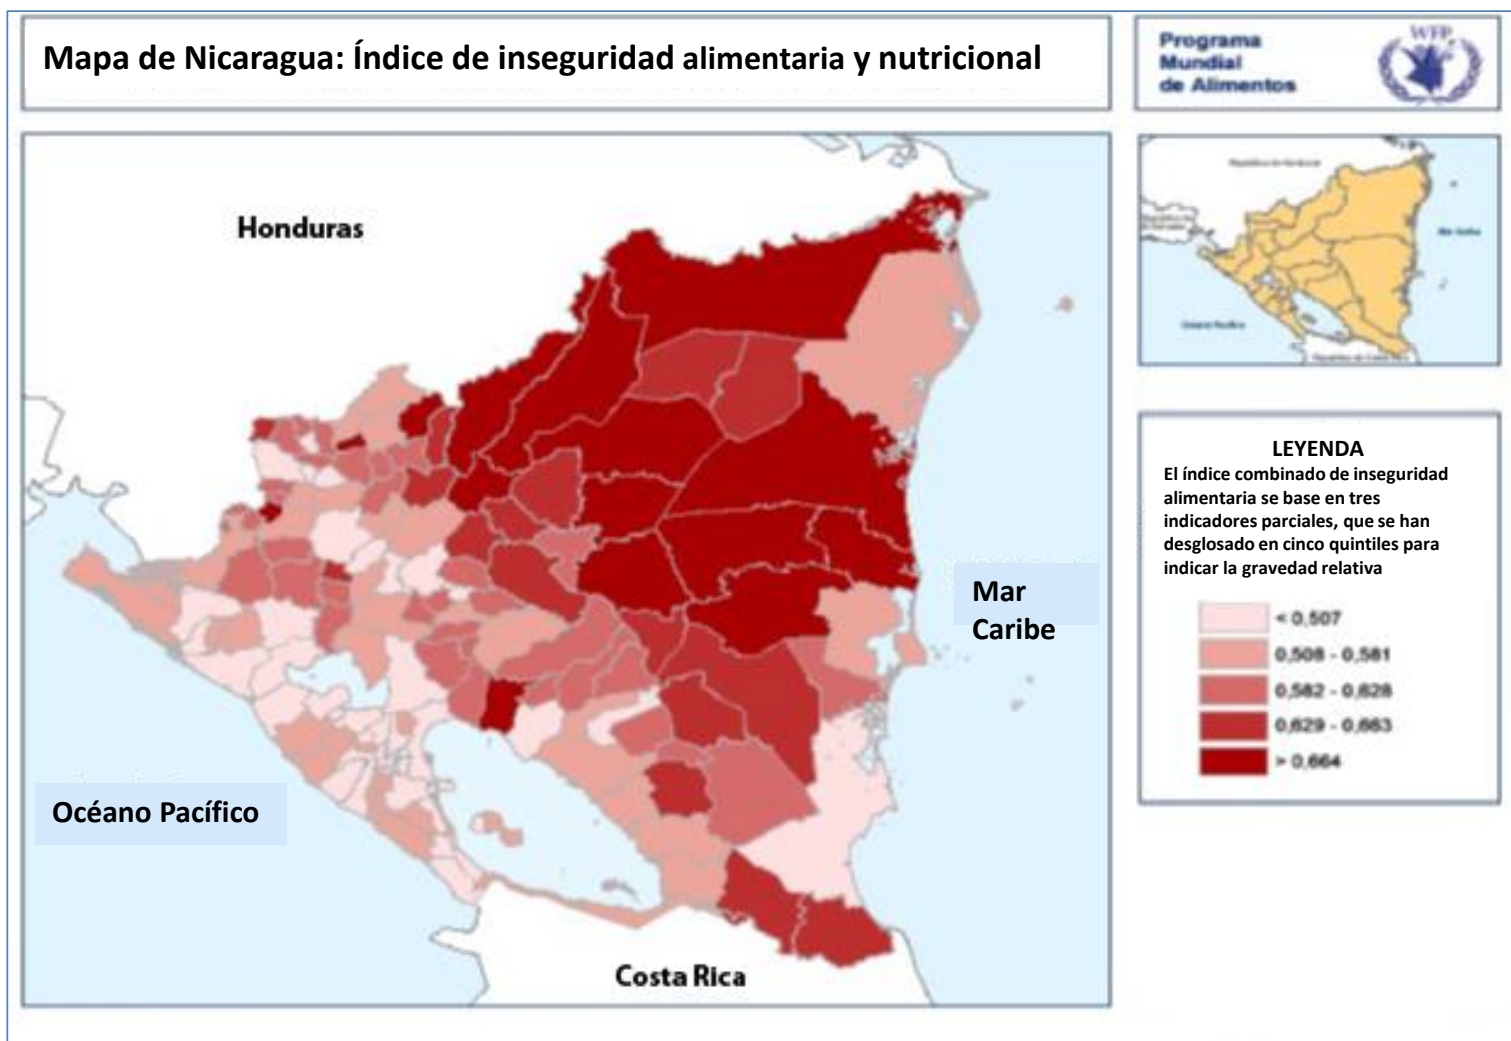 Mapa de Nicaragua: Índice de inseguridad alimentaria y nutricional
Programa
Mundial
de Alimentos
WFP
Honduras
Mar
Caribe
Océano Pacífico
Costa Rica
Océano Pacífico
LEYENDA
El índice combinado de inseguridad
alimentaria se base en tres
indicadores parciales, que se han
desglosado en cinco quintiles para
indicar la gravedad relativa
< 0,507
0,508 - 0,581
0,582 - 0,628
0,629 - 0,663
> 0,664